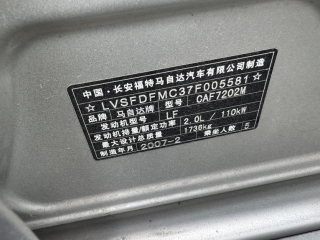 中国·长安福特马自达汽车有限公司制造
☆LVSFDFMC37F005581☆
品牌 马自达牌 型号 CAF7202M
发动机型号 LF
发动机排量/额定功率 2.0L / 110kW
最大设计总质量 1736kg 乘坐人数 5
制造年月 2007-2